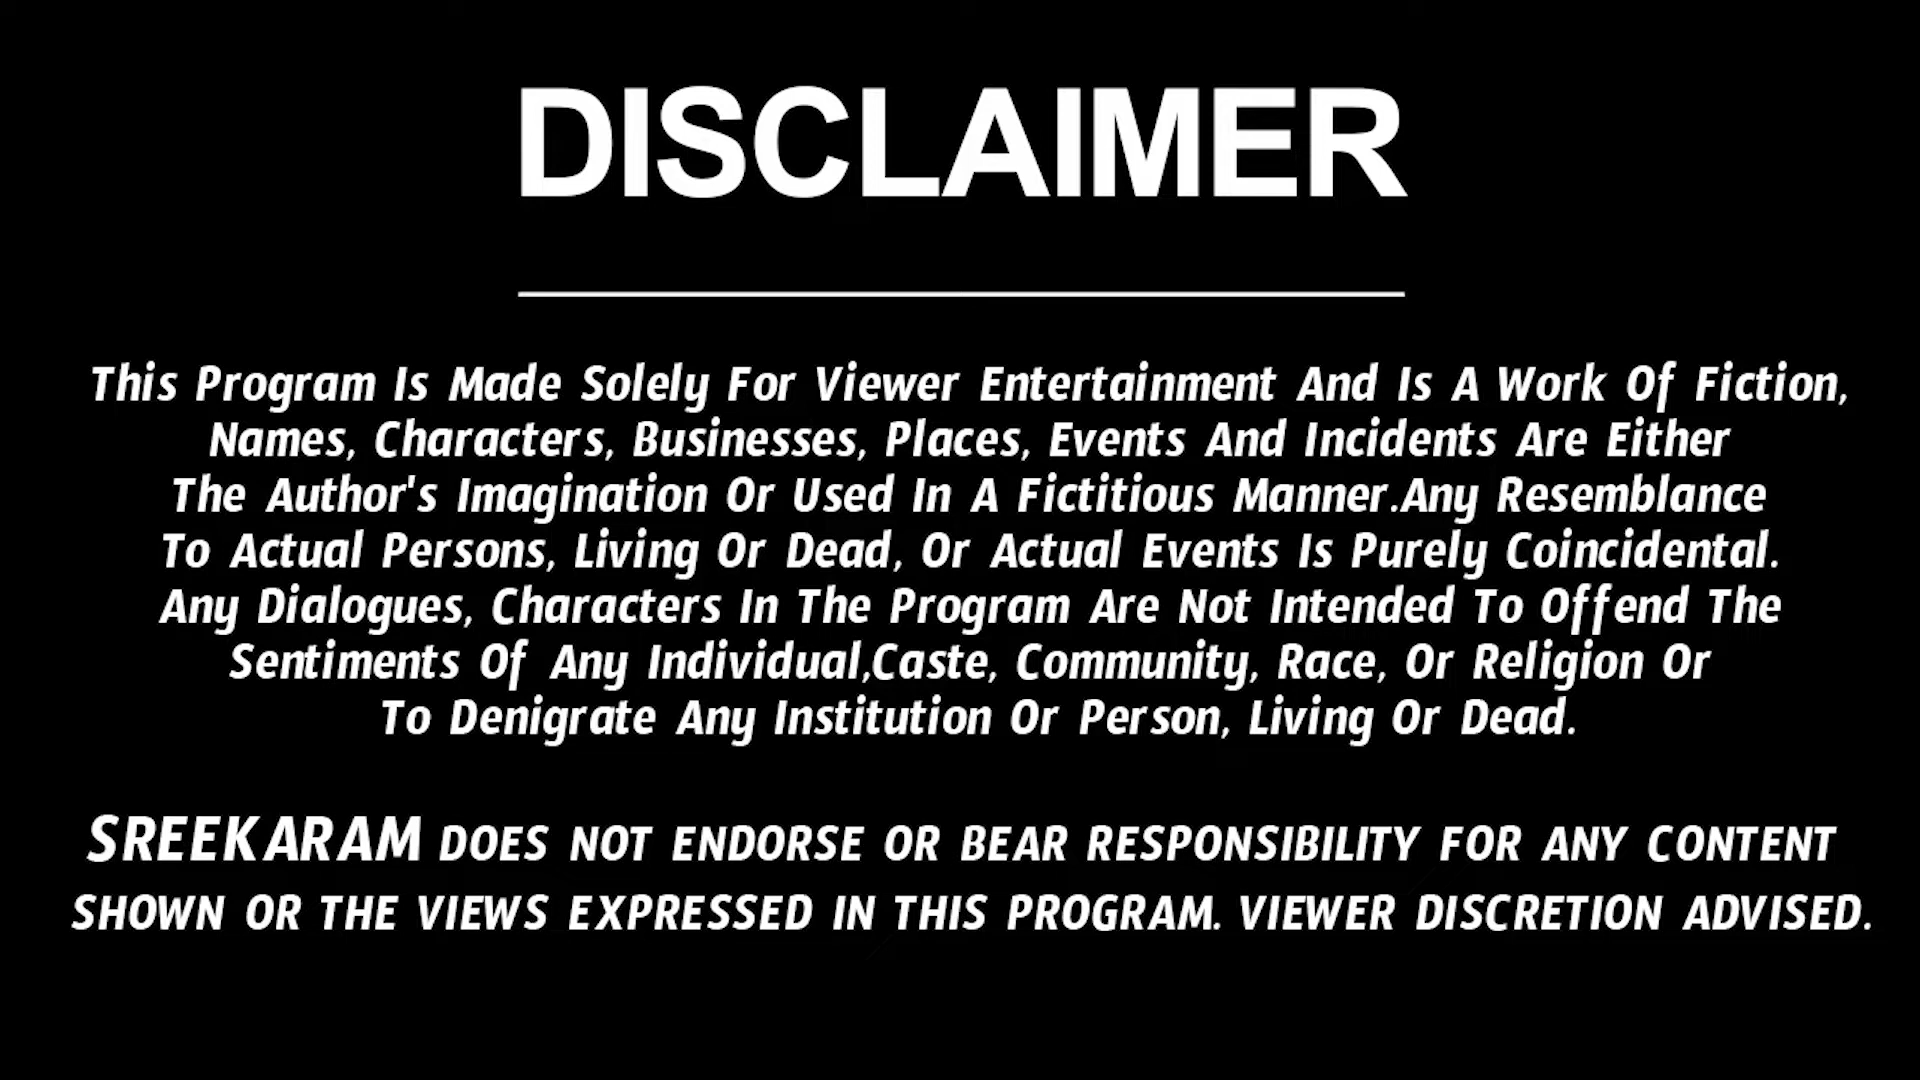 DISCLAIMER
This Program Is Made Solely For Viewer Entertainment And Is A Work Of Fiction,
Names, Characters, Businesses, Places, Events And Incidents Are Either
The Author's Imagination Or Used In A Fictitious Manner.Any Resemblance
To Actual Persons, Living Or Dead, Or Actual Events Is Purely Coincidental.
Any Dialogues, Characters In The Program Are Not Intended To Offend The
Sentiments Of Any Individual,Caste, Community, Race, Or Religion Or
To Denigrate Any Institution Or Person, Living Or Dead.
SREEKARAM DOES NOT ENDORSE OR BEAR RESPONSIBILITY FOR ANY CONTENT
SHOWN OR THE VIEWS EXPRESSED IN THIS PROGRAM. VIEWER DISCRETION ADVISED.